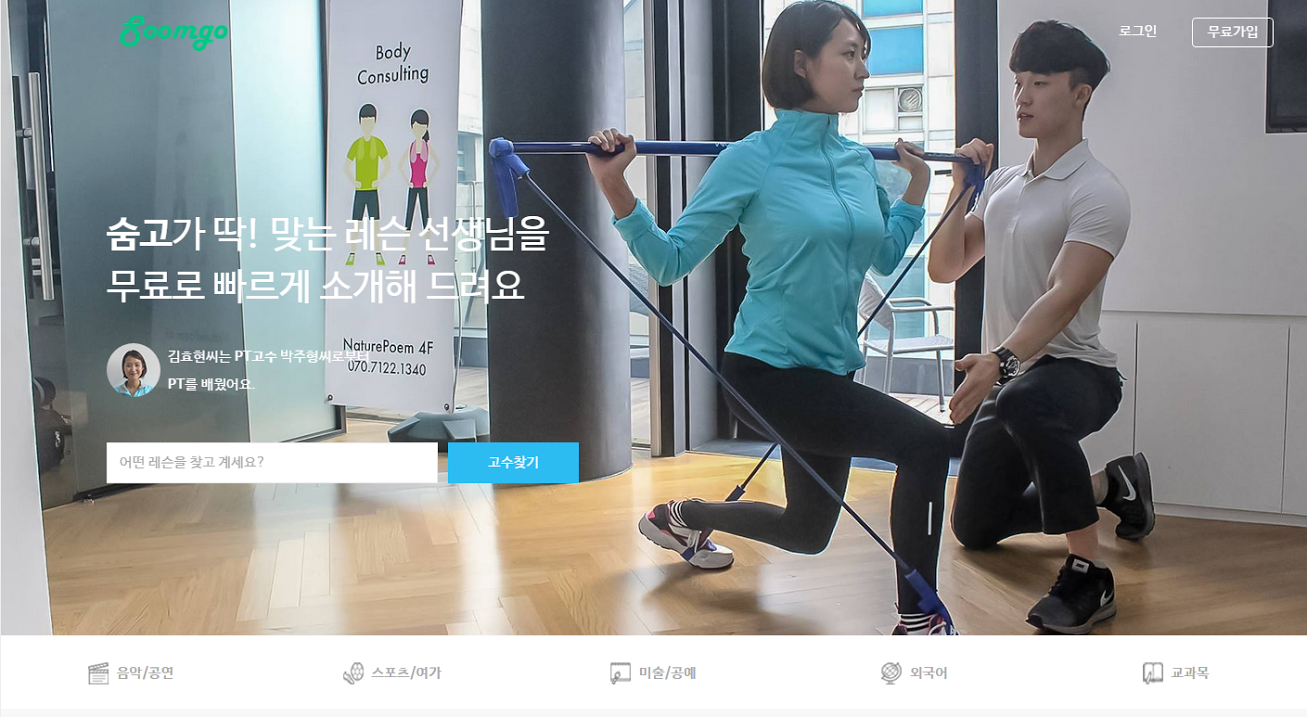 Soomgo
로그인
무료가입
Body
Consulting
숨고가 딱! 맞는 레슨 선생님을
무료로 빠르게 소개해 드려요
NaturePoem 4F
070.7122.1340
김효현씨는 PT고수 박주형씨로부터
PT를 배웠어요.
어떤 레슨을 찾고 계세요?
고수찾기
음악/공연
스포츠/여가
미술/공예
외국어
교과목